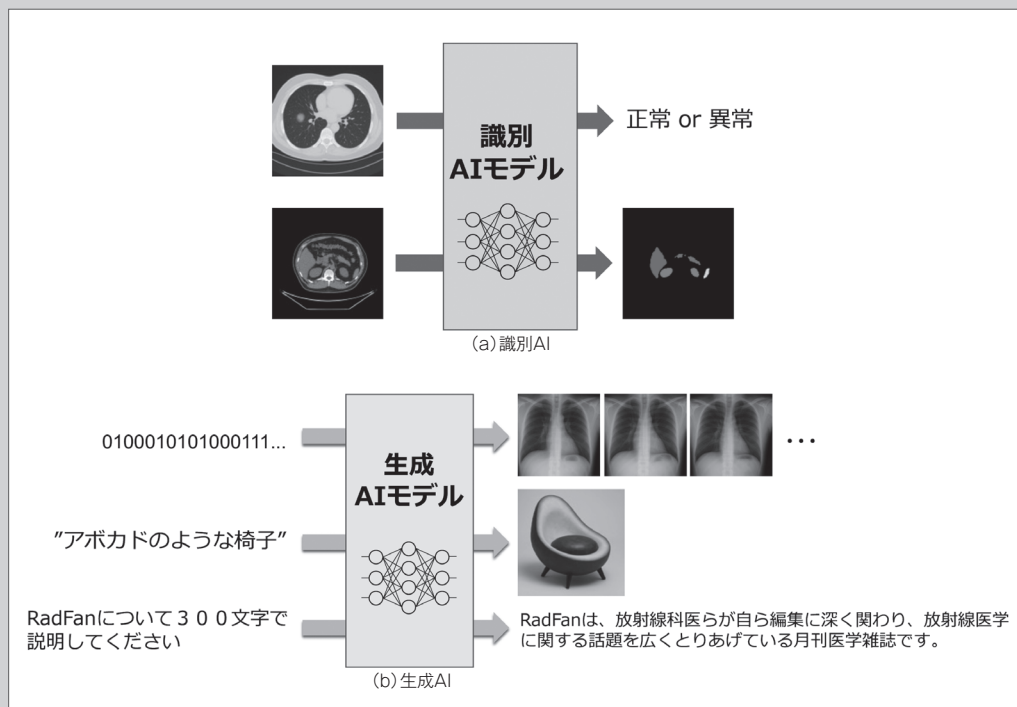 識別
AIモデル
正常 or 異常
(a)識別AI
0100010101000111...
生成
AIモデル
…
”アボカドのような椅子”
RadFanについて３００文字で
説明してください
RadFanは、放射線科医らが自ら編集に深く関わり、放射線医学
に関する話題を広くとりあげている月刊医学雑誌です。
(b)生成AI